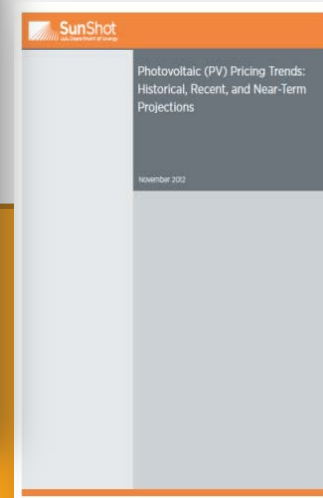 SunShot
U.S. Department of Energy
Photovoltaic (PV) Pricing Trends:
Historical, Recent, and Near-Term
Projections
November 2012